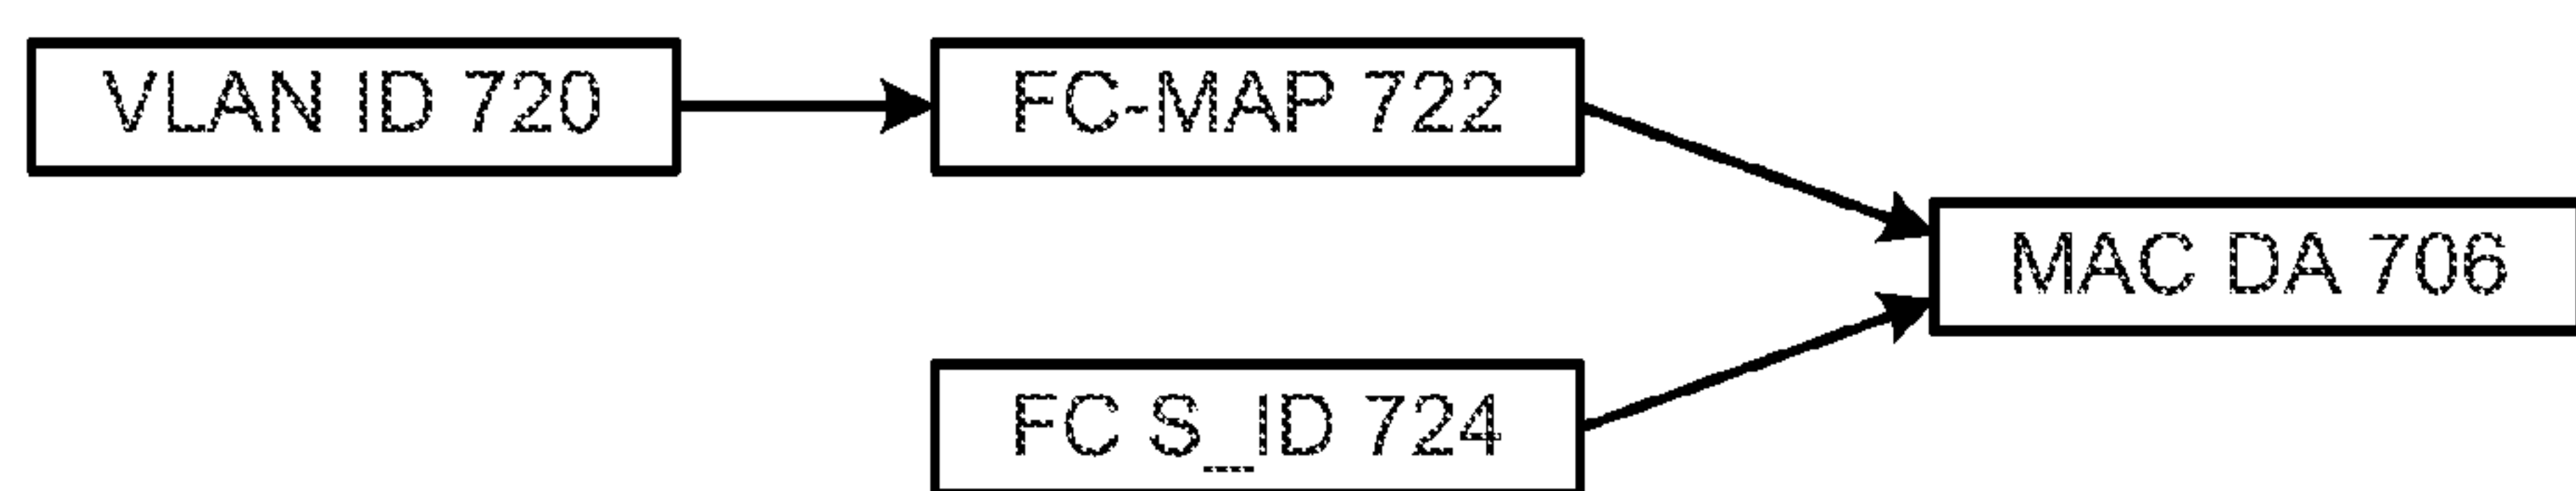 VLAN ID 720
FC-MAP 722
MAC DA 706
FC S_ID 724